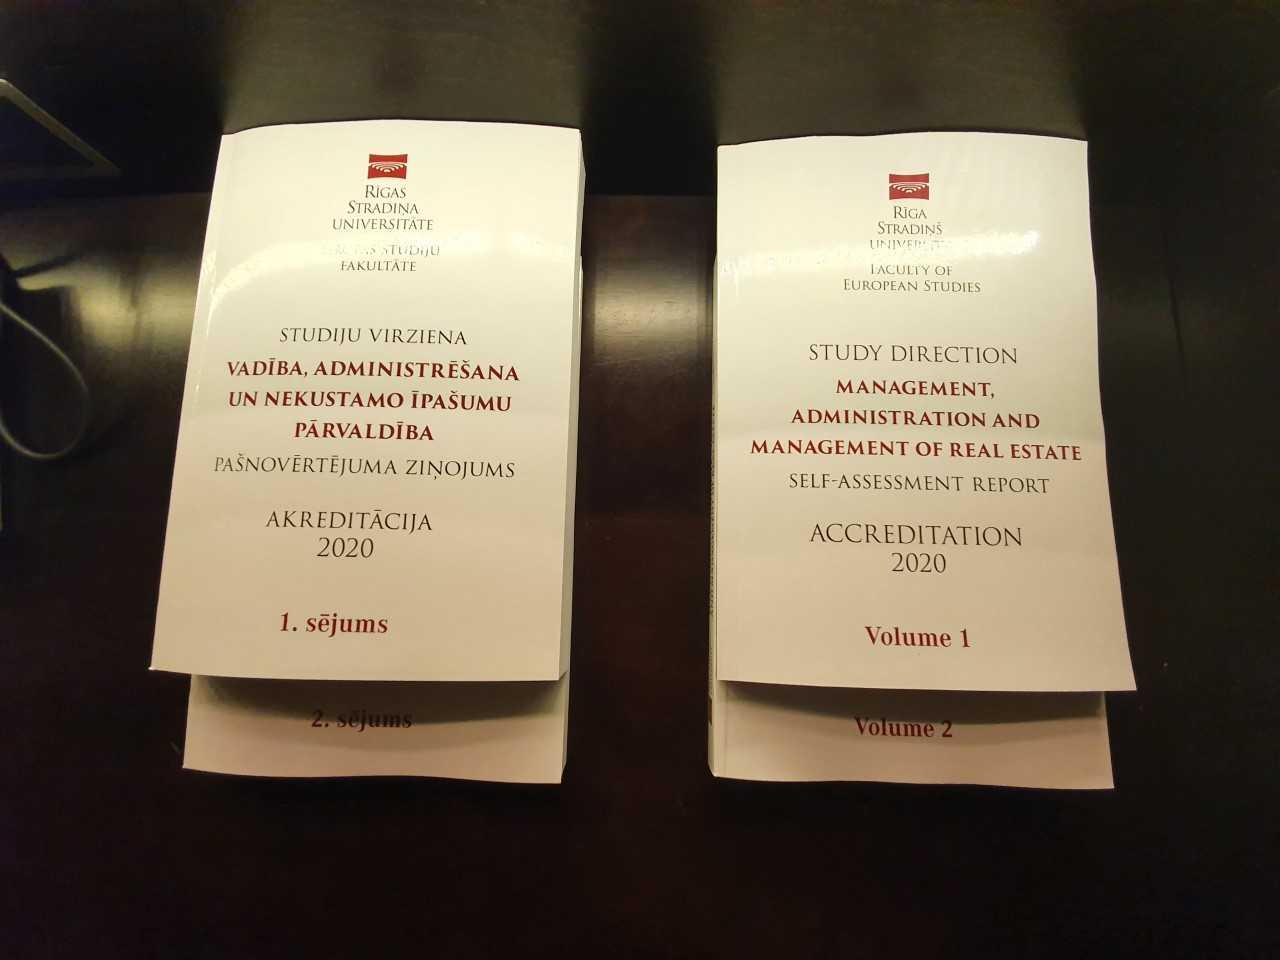 RĪGAS
STRADIŅA
UNIVERSITĀTE
STUDIJU
FAKULTĀTE
STUDIJU VIRZIENA
VADĪBA, ADMINISTRĒŠANA
UN NEKUSTAMO ĪPAŠUMU
PĀRVALDĪBA
PAŠNOVĒRTĒJUMA ZIŅOJUMS
AKREDITĀCIJA
2020
1. sējums
2. sējums
RĪGA
STRADIŅŠ
FACULTY OF
EUROPEAN STUDIES
STUDY DIRECTION
MANAGEMENT,
ADMINISTRATION AND
MANAGEMENT OF REAL ESTATE
SELF-ASSESSMENT REPORT
ACCREDITATION
2020
Volume 1
Volume 2